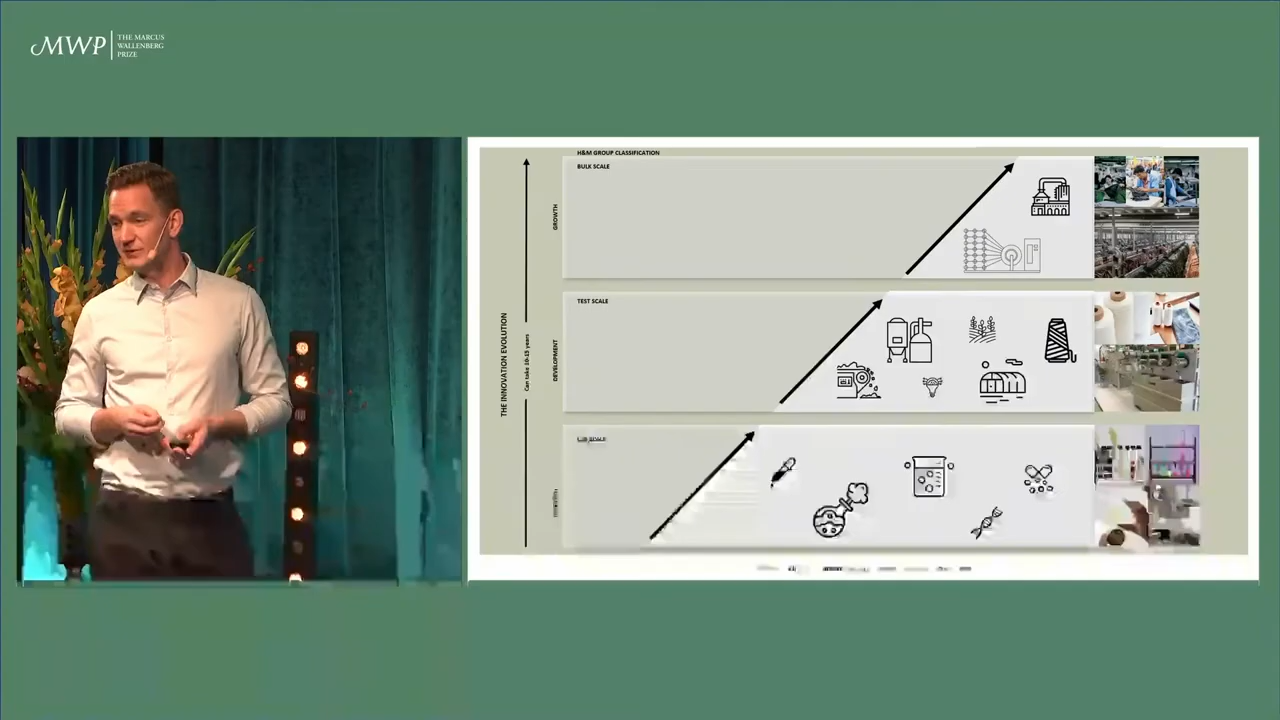 MWP
THE MARCUS
WALLENBERG
PRIZE
H&M GROUP CLASSIFICATION
BULK SCALE
GROWTH
TEST SCALE
DEVELOPMENT
THE INNOVATION EVOLUTION
Can take 10-15 years